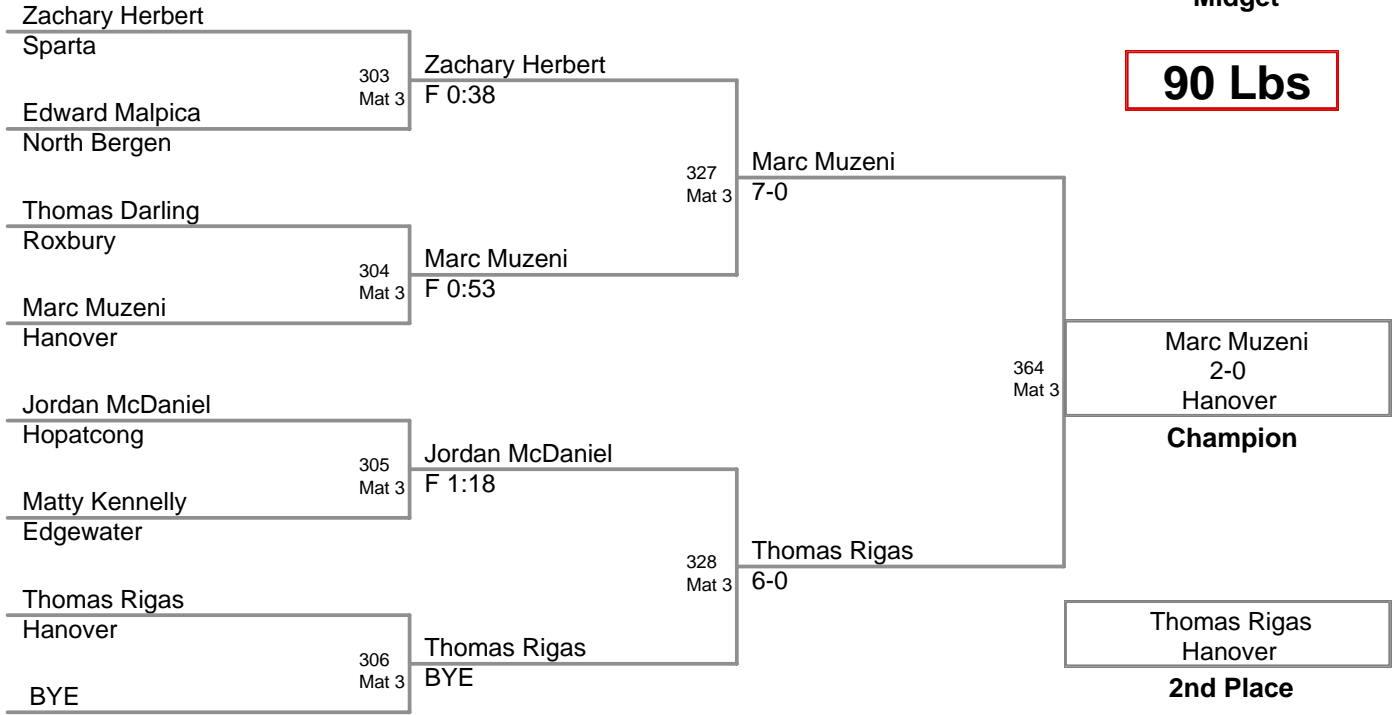 Midget
90 Lbs
Zachary Herbert
Sparta
303
Mat 3
Edward Malpica
North Bergen
Zachary Herbert
F 0:38
Thomas Darling
Roxbury
304
Mat 3
Marc Muzeni
Hanover
Marc Muzeni
F 0:53
327
Mat 3
Marc Muzeni
7-0
Jordan McDaniel
Hopatcong
305
Mat 3
Matty Kennelly
Edgewater
Jordan McDaniel
F 1:18
Thomas Rigas
Hanover
306
Mat 3
BYE
Thomas Rigas
BYE
328
Mat 3
Thomas Rigas
6-0
364
Mat 3
Marc Muzeni
2-0
Hanover
Champion
Thomas Rigas
Hanover
2nd Place